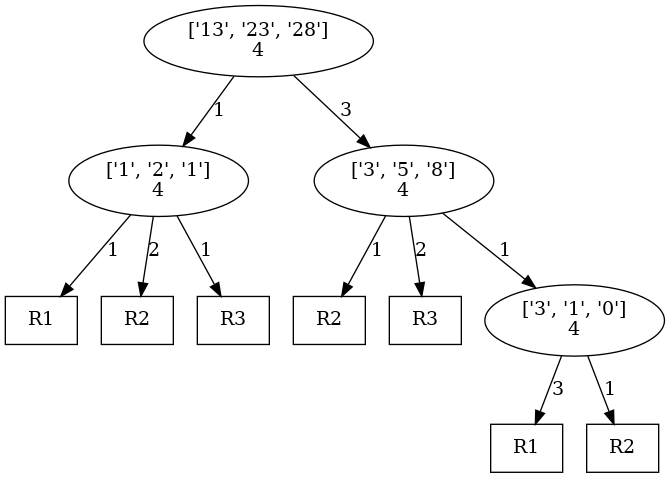 ['13', '23', '28']
4
1
3
['1', '2', '1']
4
['3', '5', '8']
4
1
2
1
1
2
1
R1
R2
R3
R2
R3
['3', '1', '0']
4
3
1
R1
R2